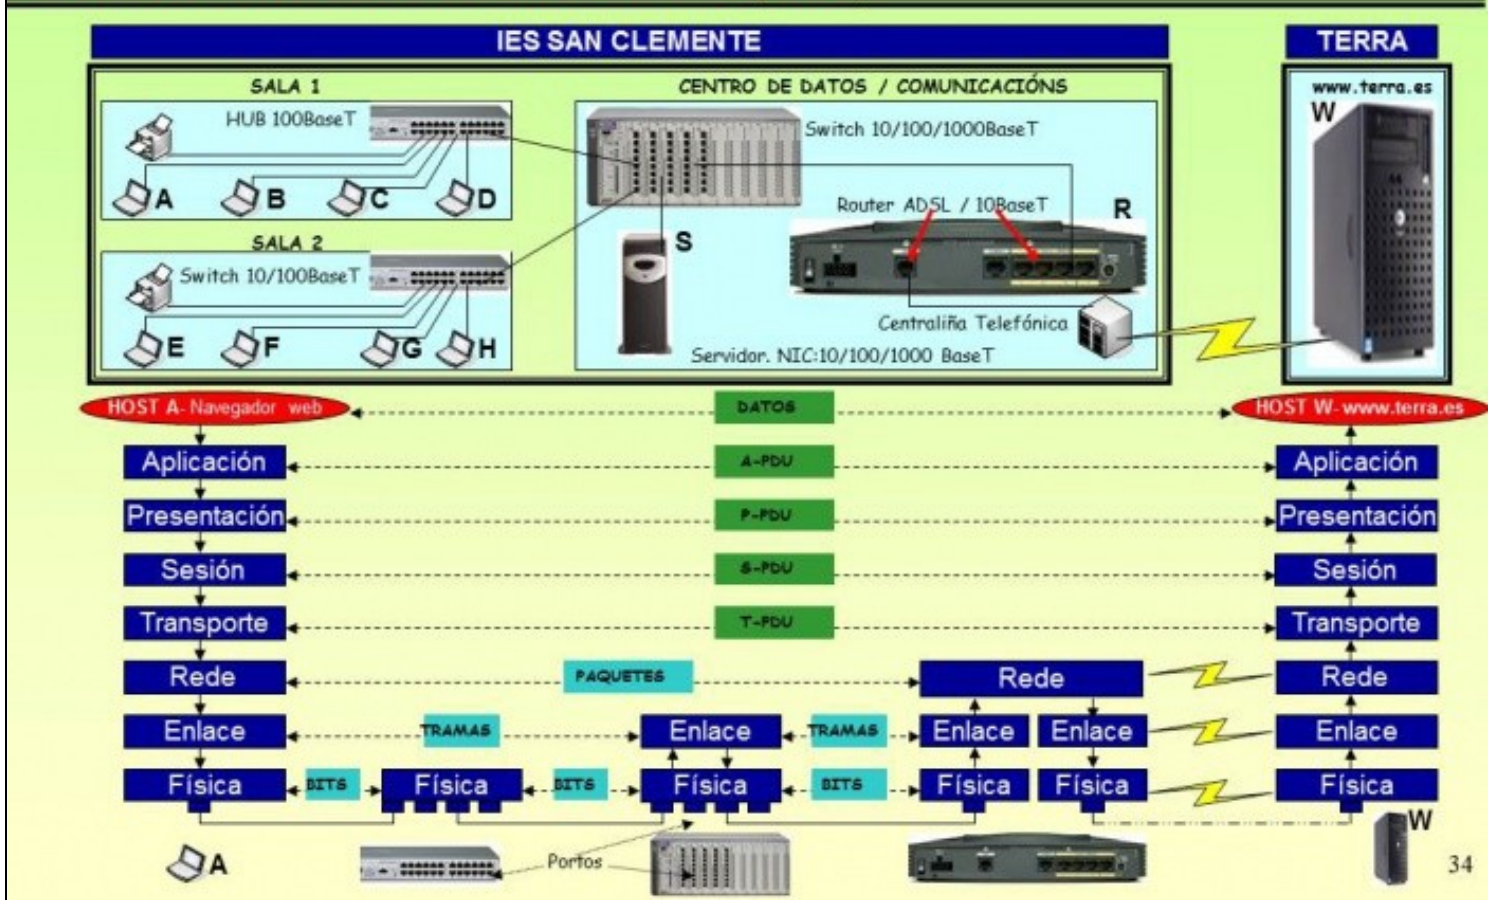 IES SAN CLEMENTE
TERRA
SALA 1
HUB 100BaseT
A
B
C
D
SALA 2
Switch 10/100BaseT
E
F
G
H
CENTRO DE DATOS / COMUNICACIÓNS
Switch 10/100/1000BaseT
Router ADSL / 10BaseT
R
S
Centraliña Telefónica
Servidor. NIC:10/100/1000 BaseT
www.terra.es
W
HOST A- Navegador web
DATOS
HOST W-www.terra.es
Aplicación
A-PDU
Aplicación
Presentación
P-PDU
Presentación
Sesión
S-PDU
Sesión
Transporte
T-PDU
Transporte
Rede
PAQUETES
Rede
Rede
Enlace
TRAMAS
Enlace
TRAMAS
Enlace
Enlace
Enlace
Física
BITS
Física
BITS
Física
BITS
Física
Física
Física
A
Portos
W
34